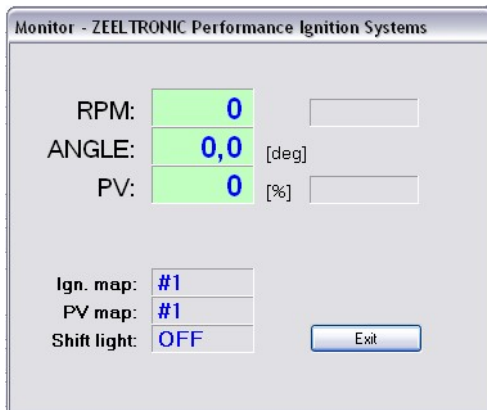 Monitor - ZEELTRONIC Performance Ignition Systems
RPM: 0
ANGLE: 0,0 [deg]
PV: 0 [%]
Ign. map: #1
PV map: #1
Shift light: OFF
Exit